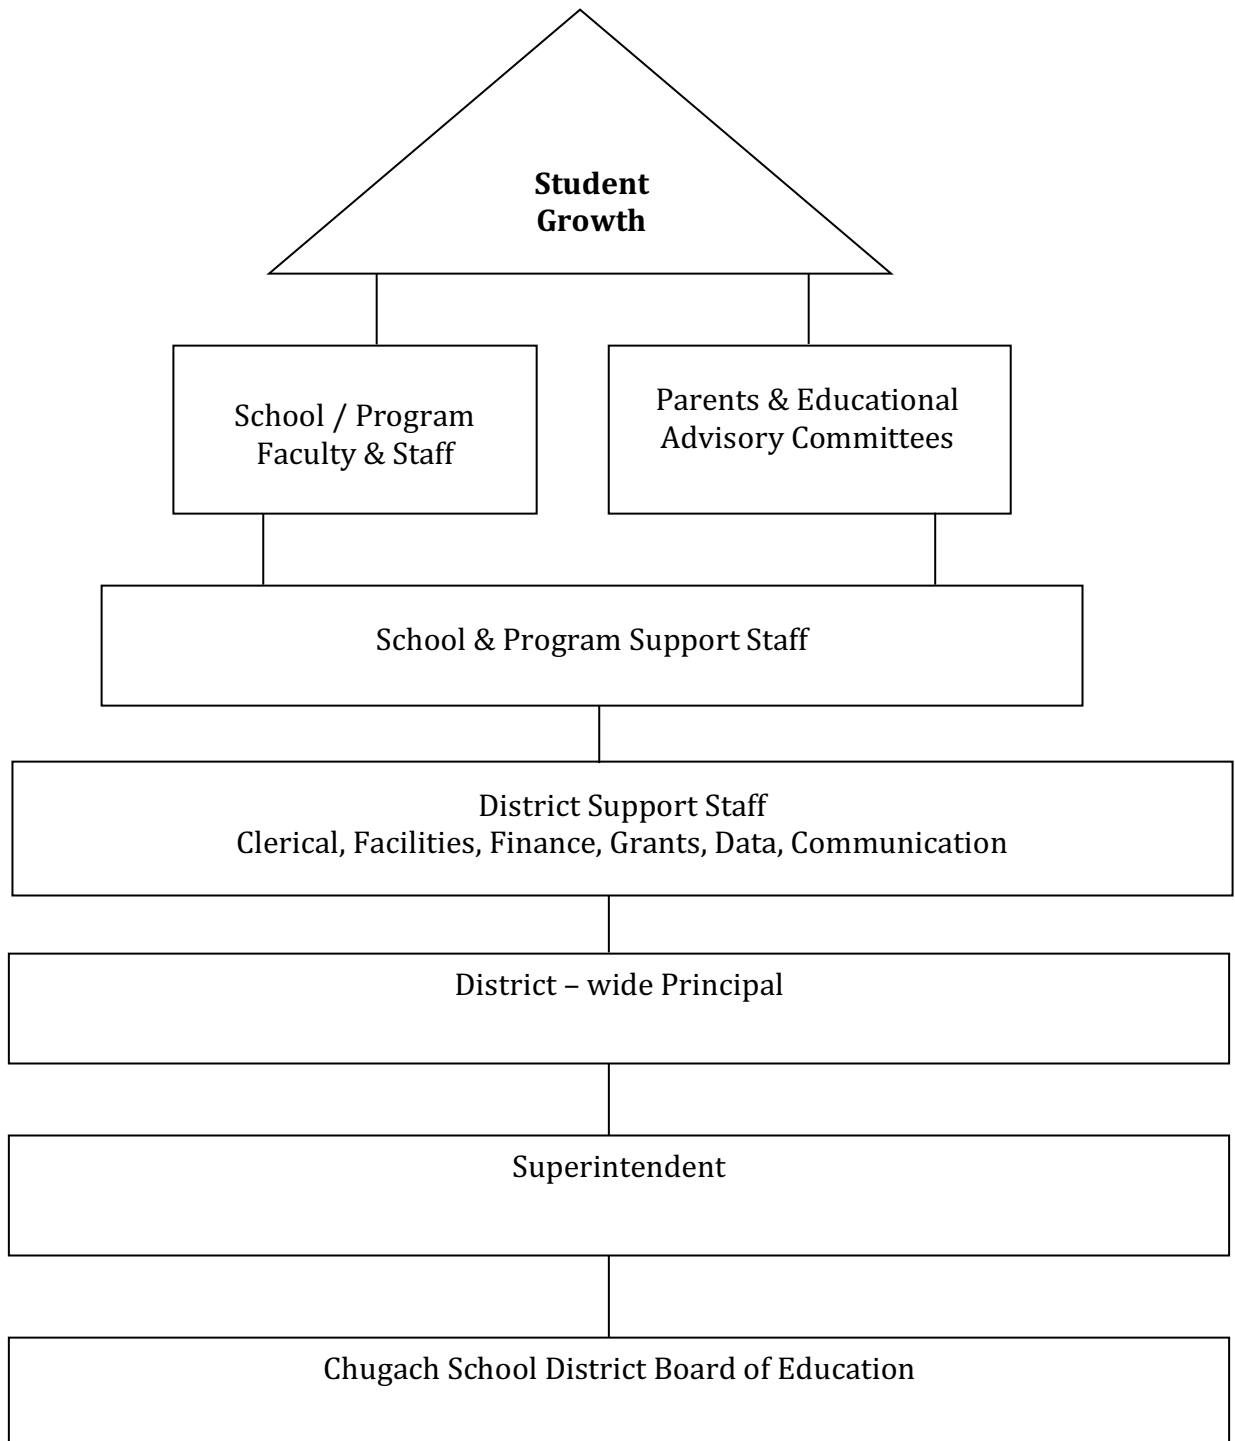 Student
Growth
School / Program
Faculty & Staff
Parents & Educational
Advisory Committees
School & Program Support Staff
District Support Staff
Clerical, Facilities, Finance, Grants, Data, Communication
District – wide Principal
Superintendent
Chugach School District Board of Education